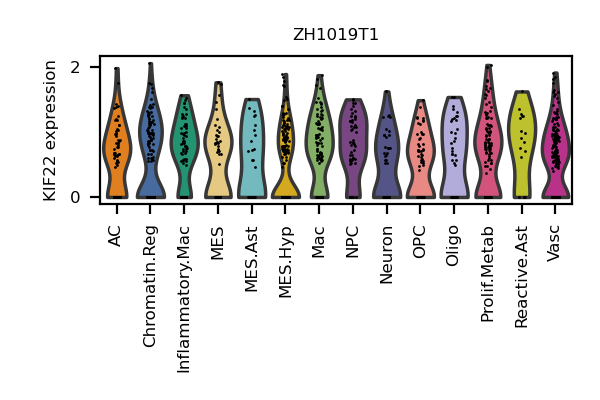 ZH1019T1
KIF22 expression
2
0
AC
Chromatin.Reg
Inflammatory.Mac
MES
MES.Ast
MES.Hyp
Mac
NPC
Neuron
OPC
Oligo
Prolif.Metab
Reactive.Ast
Vasc